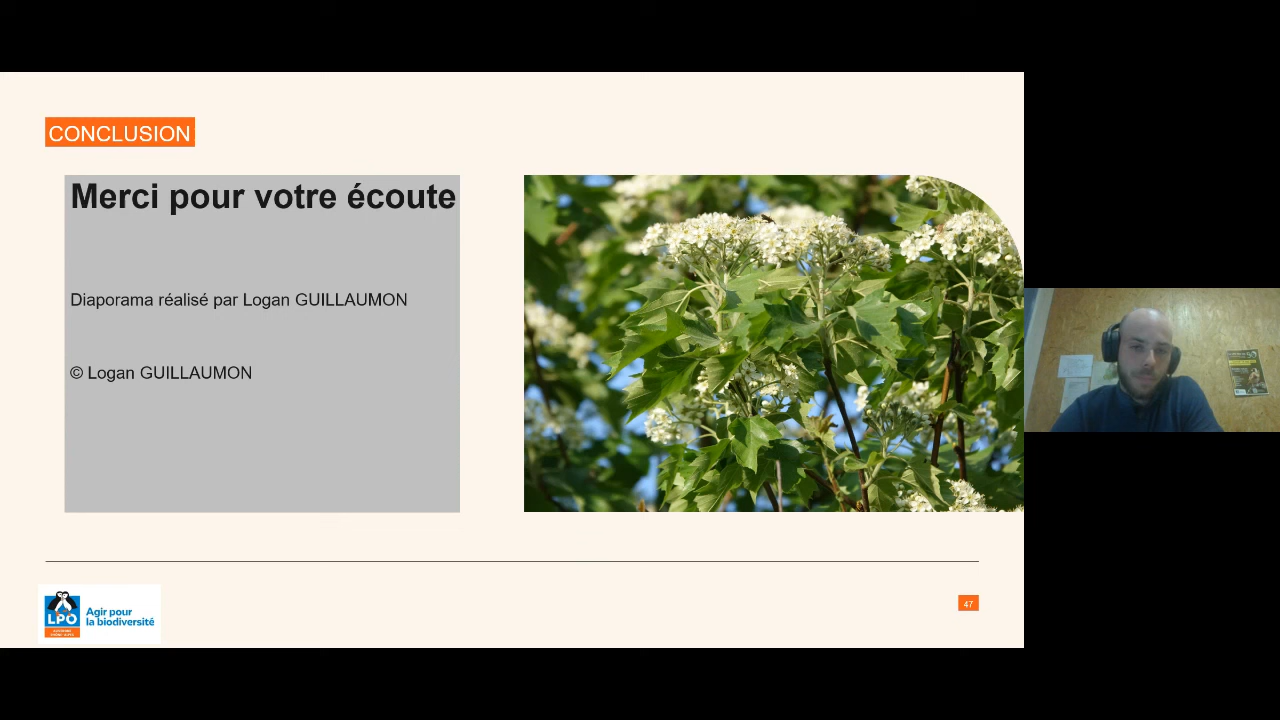 CONCLUSION
Merci pour votre écoute
Diaporama réalisé par Logan GUILLAUMON
© Logan GUILLAUMON
LPO
Agir pour
la biodiversité
47